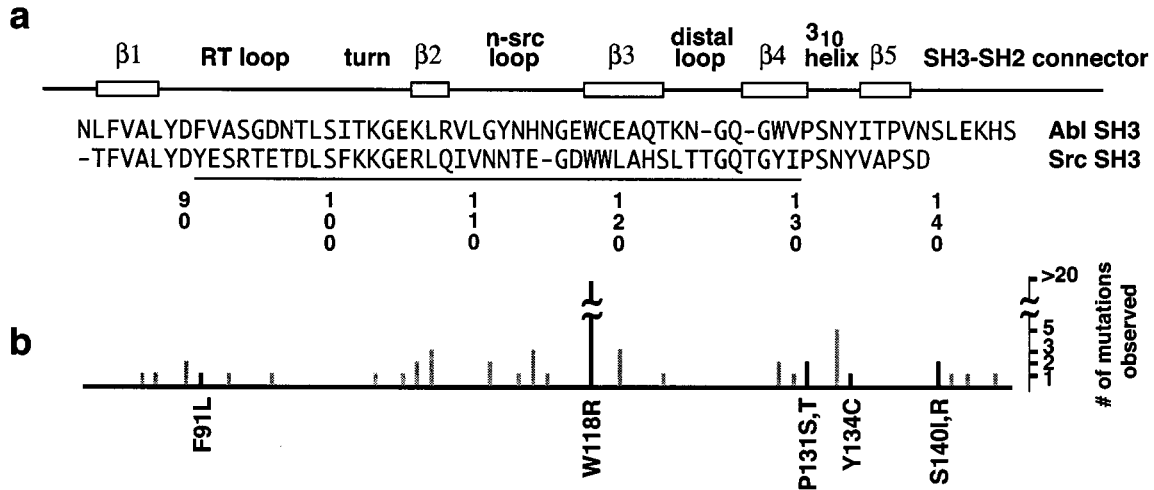 a
β1 RT loop turn β2 n-src loop β3 distal loop β4 3₁₀ helix β5 SH3-SH2 connector
NLFVALYDFVASGDNTLSITKGEKLRVLGYNHNGEWCEAQTKN-GQ-GWVPSNYITPVNSLEKHS Abl SH3
-TFVALYDYESRTETDLSFKKGERLQIVNNTE-GDWWLAHSLTTGQTGYIPSNYVAPSD Src SH3
90 100 110 120 130 140
b
>20
5
3
2
1
# of mutations observed
F91L W118R P131S,T Y134C S140I,R